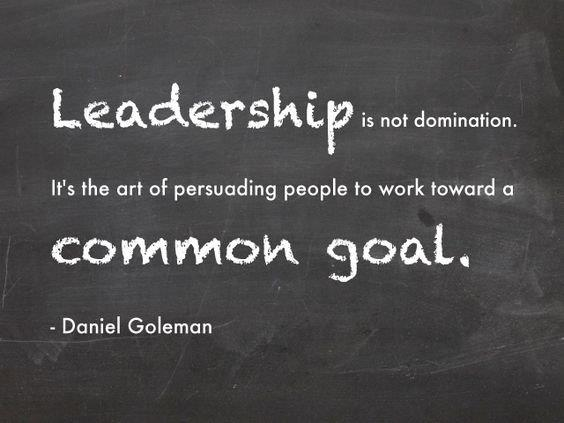 Leadership is not domination.
It's the art of persuading people to work toward a
common goal.
- Daniel Goleman